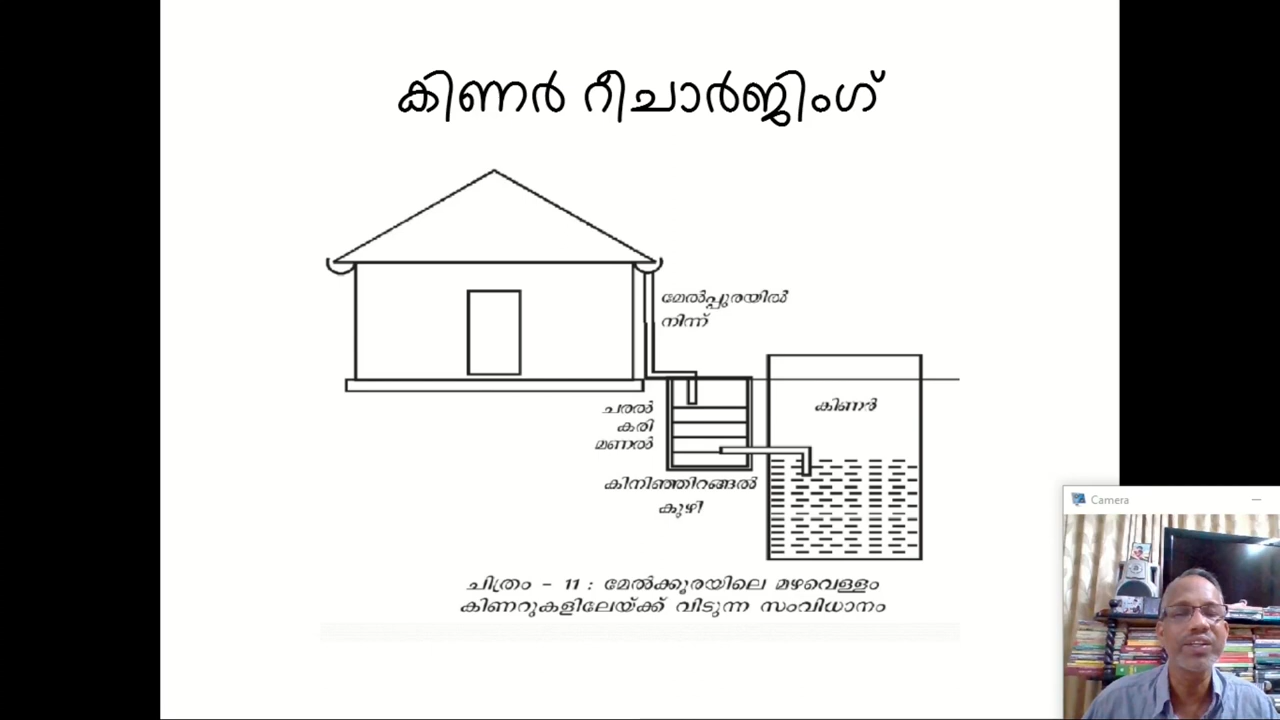 കിണർ റീചാർജിംഗ്
മേൽപ്പുരയിൽ
നിന്ന്
കിണർ
ചരൽ
കരി
മണൽ
കിനിഞ്ഞിറങ്ങൽ
കുഴി
ചിത്രം - 11 : മേൽക്കൂരയിലെ മഴവെള്ളം
കിണറുകളിലേയ്ക്ക് വിടുന്ന സംവിധാനം
Camera